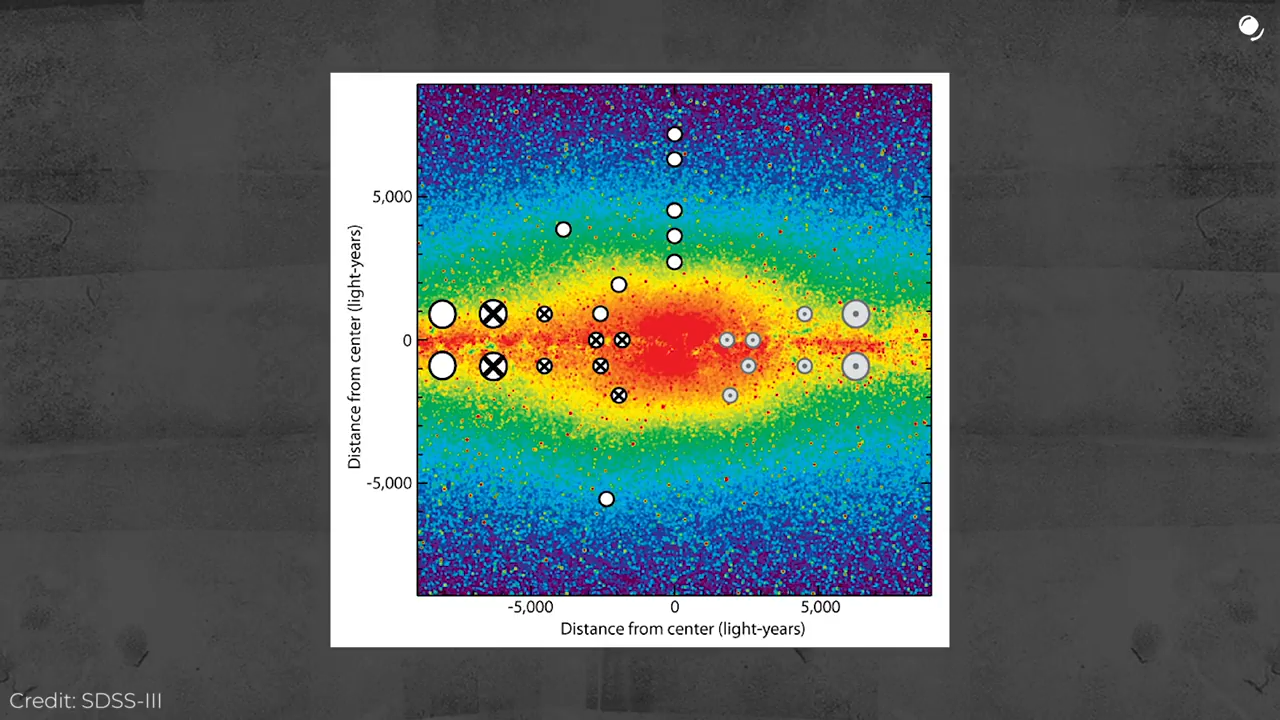 Distance from center (light-years)
5,000
0
-5,000
-5,000 0 5,000
Distance from center (light-years)
Credit: SDSS-III